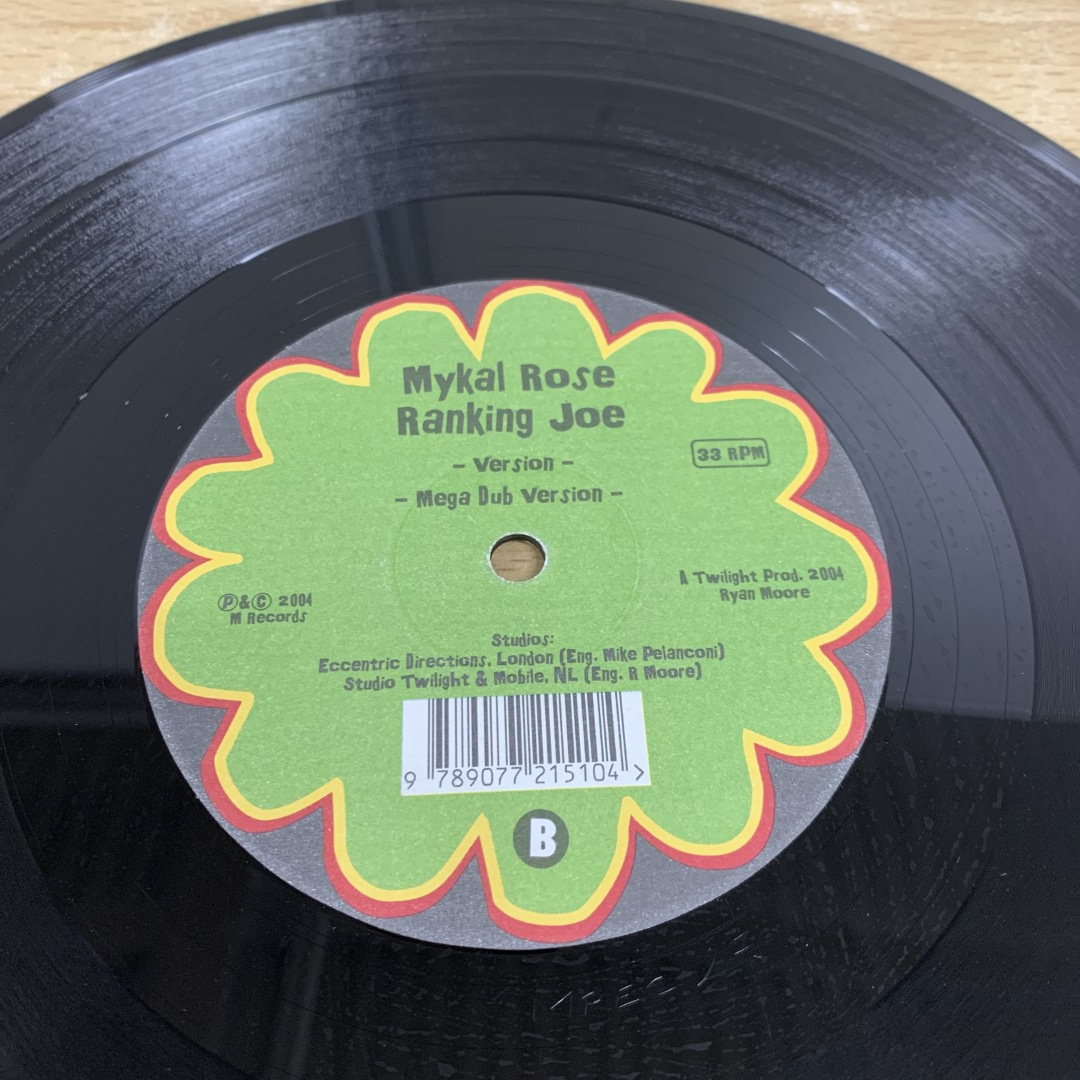 Mykal Rose
Ranking Joe
- Version -
- Mega Dub Version -
33 RPM
Ⓟ&© 2004
M Records
A Twilight Prod. 2004
Ryan Moore
Studios:
Eccentric Directions, London (Eng. Mike Pelanconi)
Studio Twilight & Mobile, NL (Eng. R Moore)
9 789077 215104 >
B